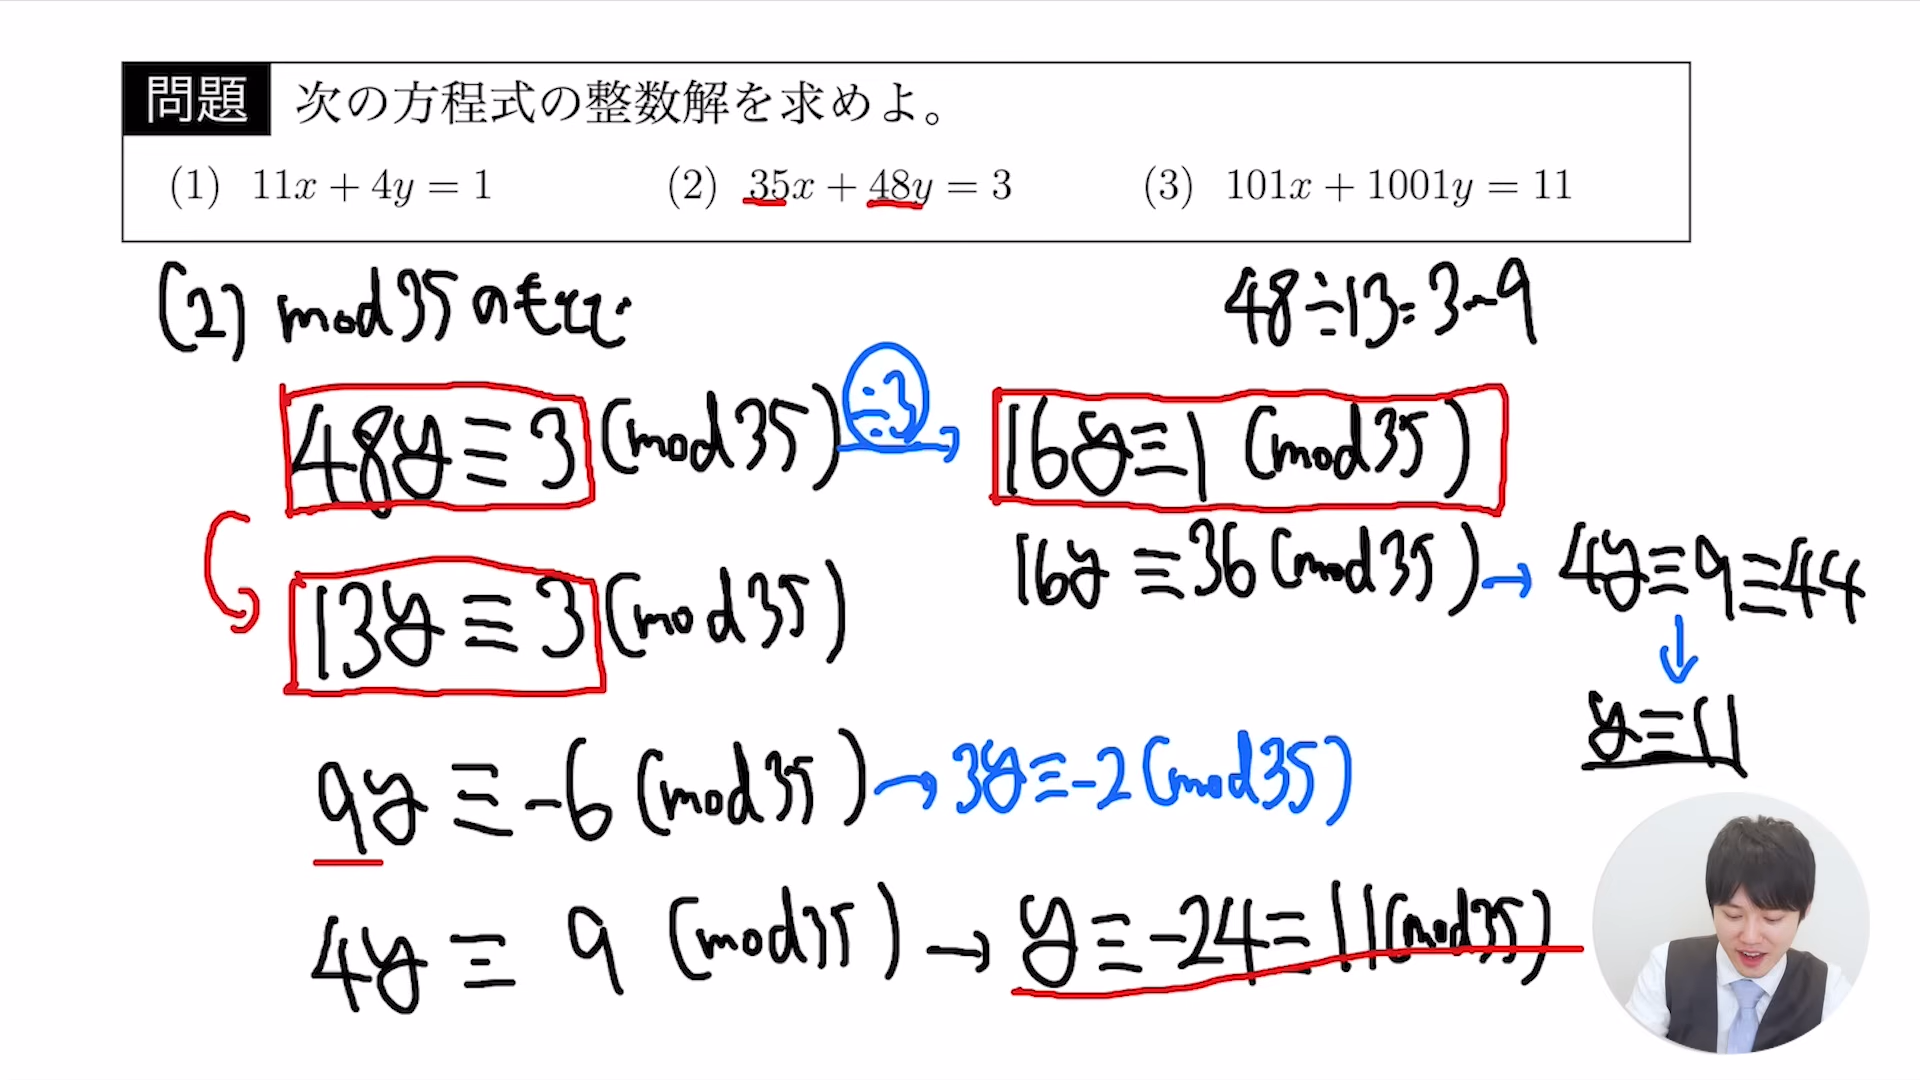 問題 次の方程式の整数解を求めよ。
(1) 11x + 4y = 1 (2) 35x + 48y = 3 (3) 101x + 1001y = 11
(2) mod35のもとで
48÷13=3…9
48y≡3 (mod35) ÷3 → 16y≡1 (mod35)
16y≡36 (mod35) → 4y≡9≡44
13y≡3 (mod35)
↓
y≡11
9y≡-6 (mod35) → 3y≡-2 (mod35)
4y≡9 (mod35) → y≡-24≡11 (mod35)